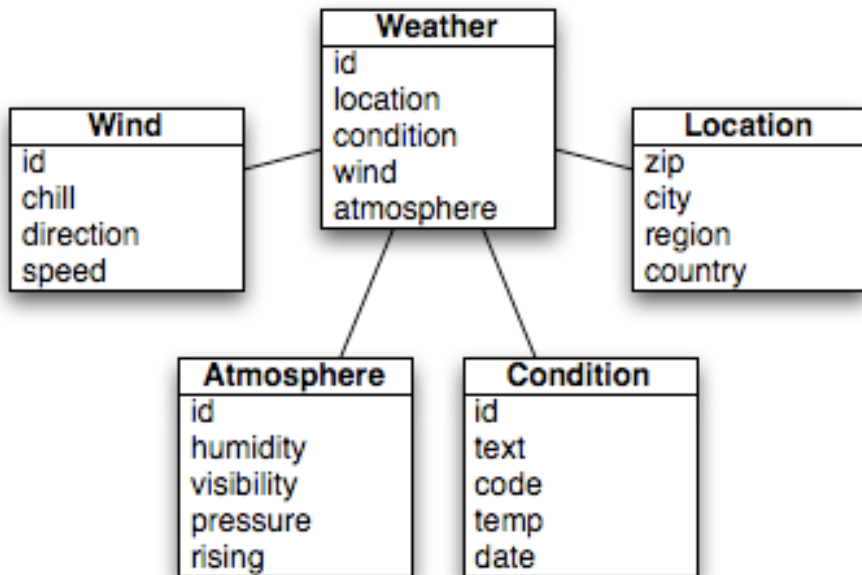 Weather
id
location
condition
wind
atmosphere
Wind
id
chill
direction
speed
Location
zip
city
region
country
Atmosphere
id
humidity
visibility
pressure
rising
Condition
id
text
code
temp
date